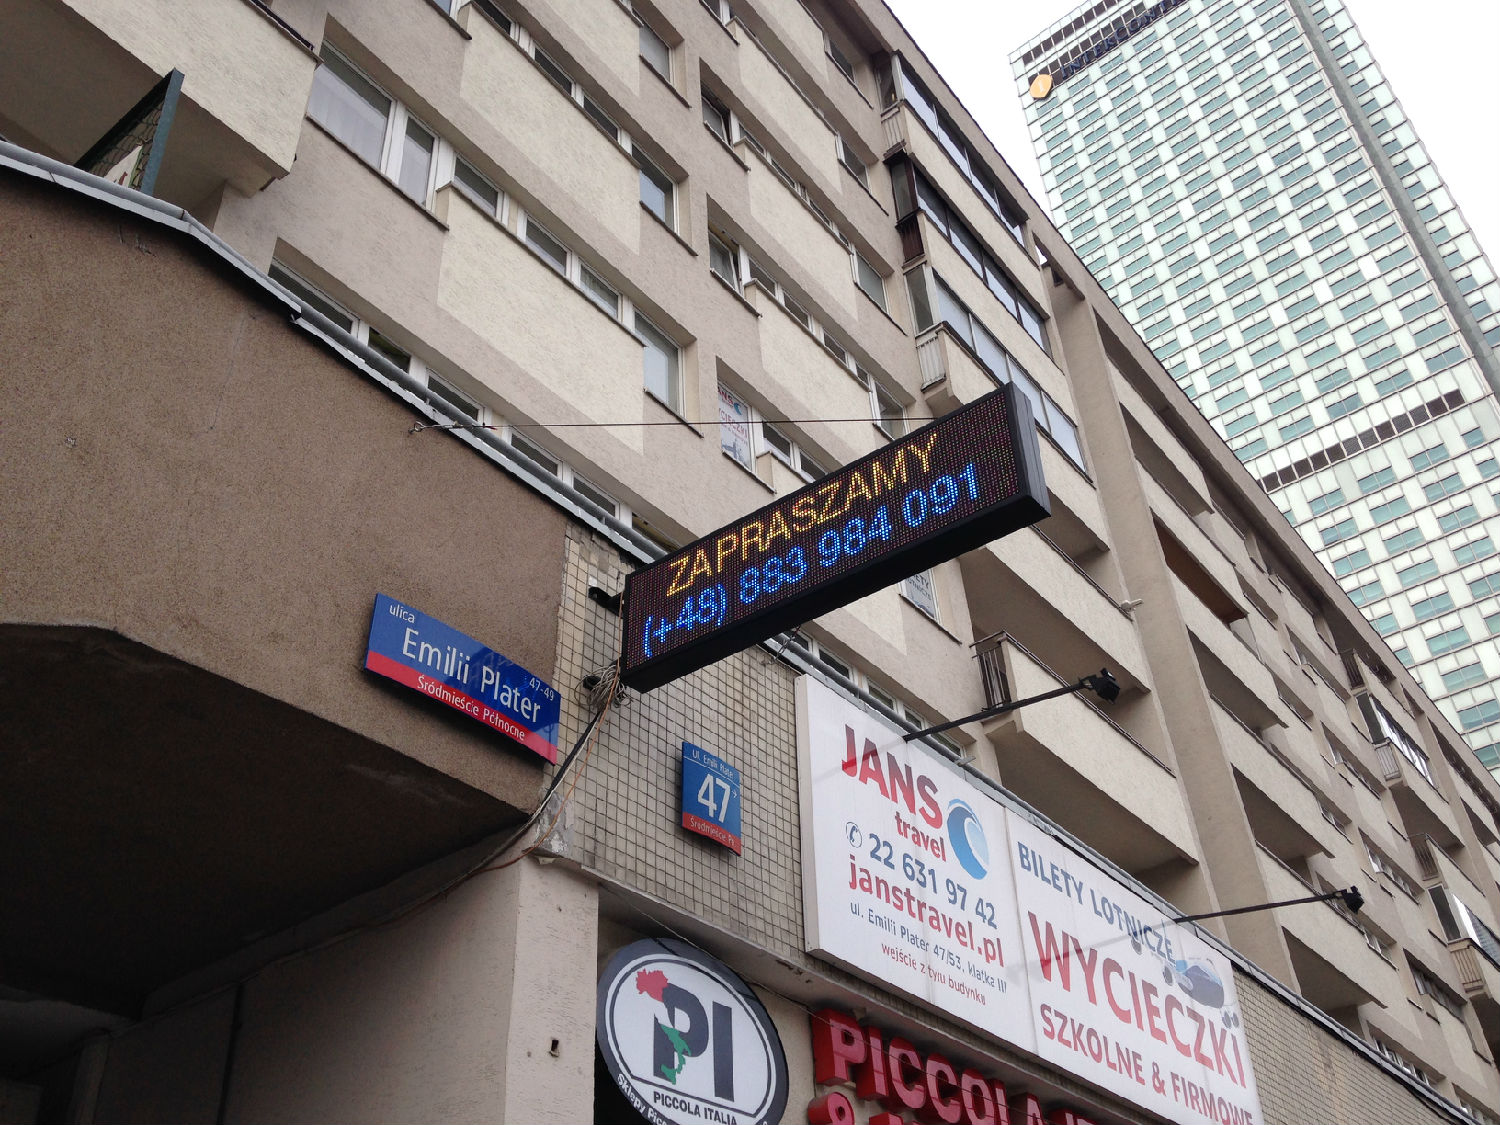 INTERCONTINENTAL
ZAPRASZAMY
(+48) 883 984 091
ulica
Emilii Plater
47-49
Śródmieście Północne
ul. Emilii Plater
47
Śródmieście Pn
JANS
travel
22 631 97 42
janstravel.pl
ul. Emilii Plater 47/53, klatka III
wejście z tyłu budynku
BILETY LOTNICZE
WYCIECZKI
SZKOLNE & FIRMOWE
PI
PICCOLA ITALIA
sklepy
PICCOLA
&